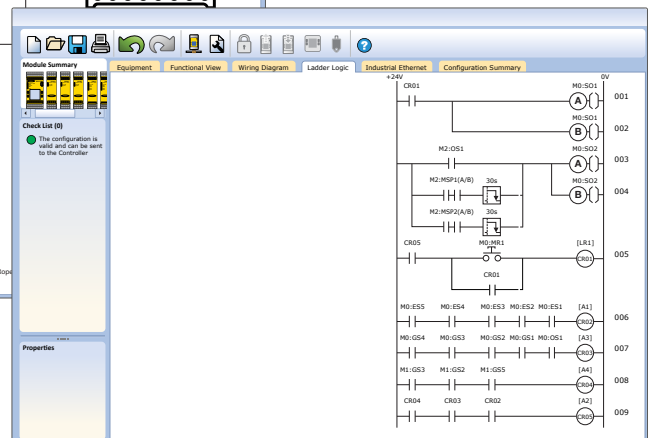 Module Summary
Equipment Functional View Wiring Diagram Ladder Logic Industrial Ethernet Configuration Summary
+24V 0V
CR01 M0:SO1
A 001
M0:SO1
B 002
M2:OS1 M0:SO2
A 003
M2:MSP1(A/B) 30s M0:SO2
B 004
M2:MSP2(A/B) 30s
CR05 M0:MR1 [LR1]
CR01 005
CR01
M0:ES5 M0:ES4 M0:ES3 M0:ES2 M0:ES1 [A1]
CR02 006
M0:GS4 M0:GS3 M0:GS2 M0:GS1 M0:OS1 [A3]
CR03 007
M1:GS3 M1:GS2 M1:GS5 [A4]
CR04 008
CR04 CR03 CR02 [A2]
CR05 009
Check List (0)
The configuration is
valid and can be sent
to the Controller
Properties